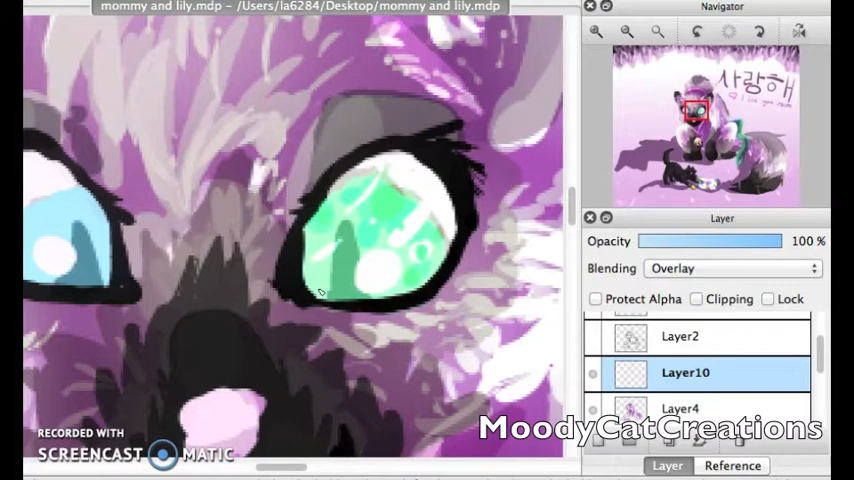 mommy and lily.mdp – /Users/la6284/Desktop/mommy and lily.mdp
Navigator
사랑해
Layer
Opacity 100 %
Blending Overlay
Protect Alpha Clipping Lock
Layer2
Layer10
Layer4
MoodyCatCreations
RECORDED WITH
SCREENCAST MATIC
Layer Reference